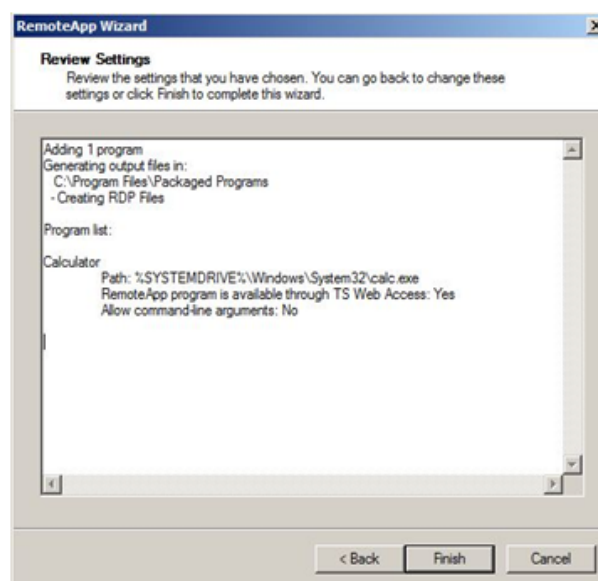 RemoteApp Wizard
Review Settings
Review the settings that you have chosen. You can go back to change these
settings or click Finish to complete this wizard.
Adding 1 program
Generating output files in:
C:\Program Files\Packaged Programs
- Creating RDP Files
Program list:
Calculator
Path: %SYSTEMDRIVE%\Windows\System32\calc.exe
RemoteApp program is available through TS Web Access: Yes
Allow command-line arguments: No
< Back Finish Cancel